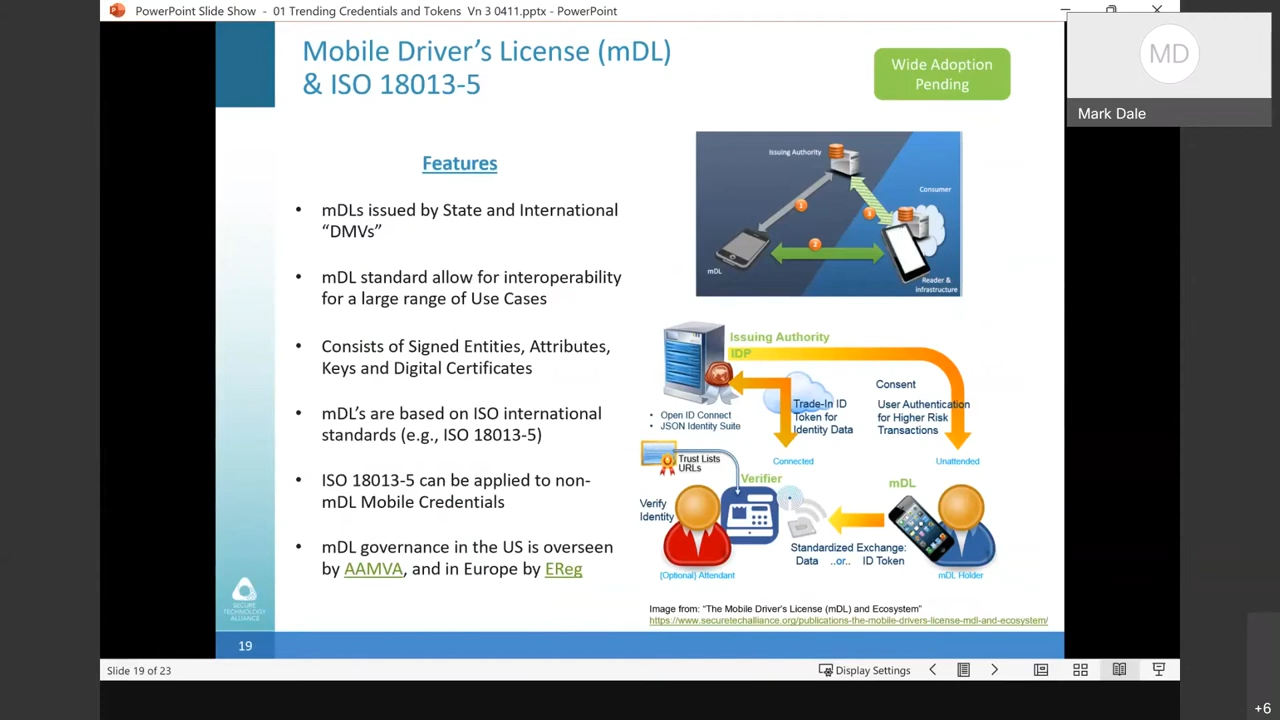 PowerPoint Slide Show - 01 Trending Credentials and Tokens Vn 3 0411.pptx - PowerPoint
MD
Mark Dale
Mobile Driver's License (mDL)
& ISO 18013-5
Wide Adoption
Pending
Features
• mDLs issued by State and International
“DMVs”
• mDL standard allow for interoperability
for a large range of Use Cases
• Consists of Signed Entities, Attributes,
Keys and Digital Certificates
• mDL’s are based on ISO international
standards (e.g., ISO 18013-5)
• ISO 18013-5 can be applied to non-
mDL Mobile Credentials
• mDL governance in the US is overseen
by AAMVA, and in Europe by EReg
Issuing Authority
Consumer
1
3
2
mDL
Reader &
infrastructure
Issuing Authority
IDP
• Open ID Connect
• JSON Identity Suite
Trade-In ID
Token for
Identity Data
Consent
User Authentication
for Higher Risk
Transactions
Connected
Unattended
Trust Lists
URLs
Verifier
mDL
Verify
Identity
Standardized Exchange:
Data ..or.. ID Token
(Optional) Attendant
mDL Holder
Image from: “The Mobile Driver’s License (mDL) and Ecosystem”
https://www.securetechalliance.org/publications-the-mobile-drivers-license-mdl-and-ecosystem/
SECURE
TECHNOLOGY
ALLIANCE
19
Slide 19 of 23
Display Settings
+6